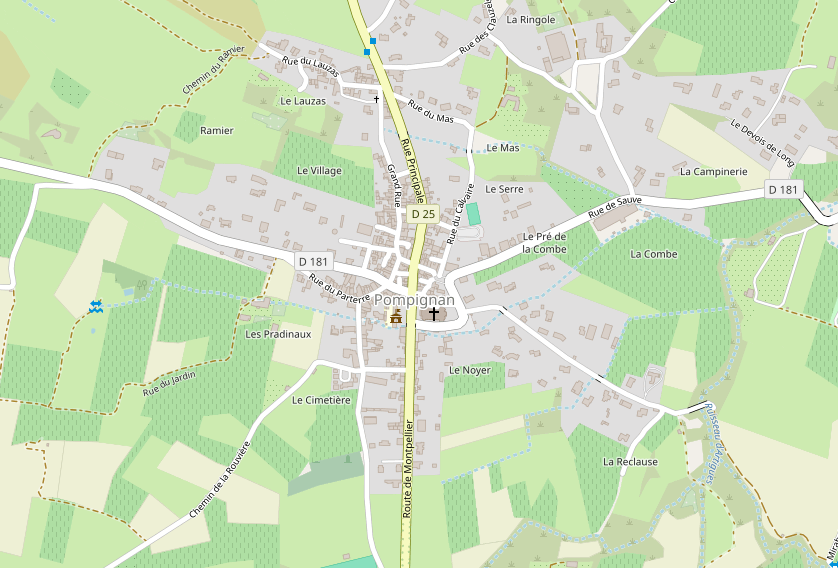 La Ringole
Rue des
Chemin du Ramier
Rue du Lauzas
Le Lauzas
Rue du Mas
Ramier
Rue Principale
Le Mas
Le Devois de Long
Le Village
Grand Rue
La Campinerie
Le Serre
D 181
Rue de Sauve
D 25
Rue du Calvaire
Le Pré de
la Combe
La Combe
D 181
Rue du Parterre
Pompignan
Les Pradinaux
Le Noyer
Rue du Jardin
Le Cimetière
Ruisseau d'Artigues
Route de Montpellier
Chemin de la Rouvière
La Reclause